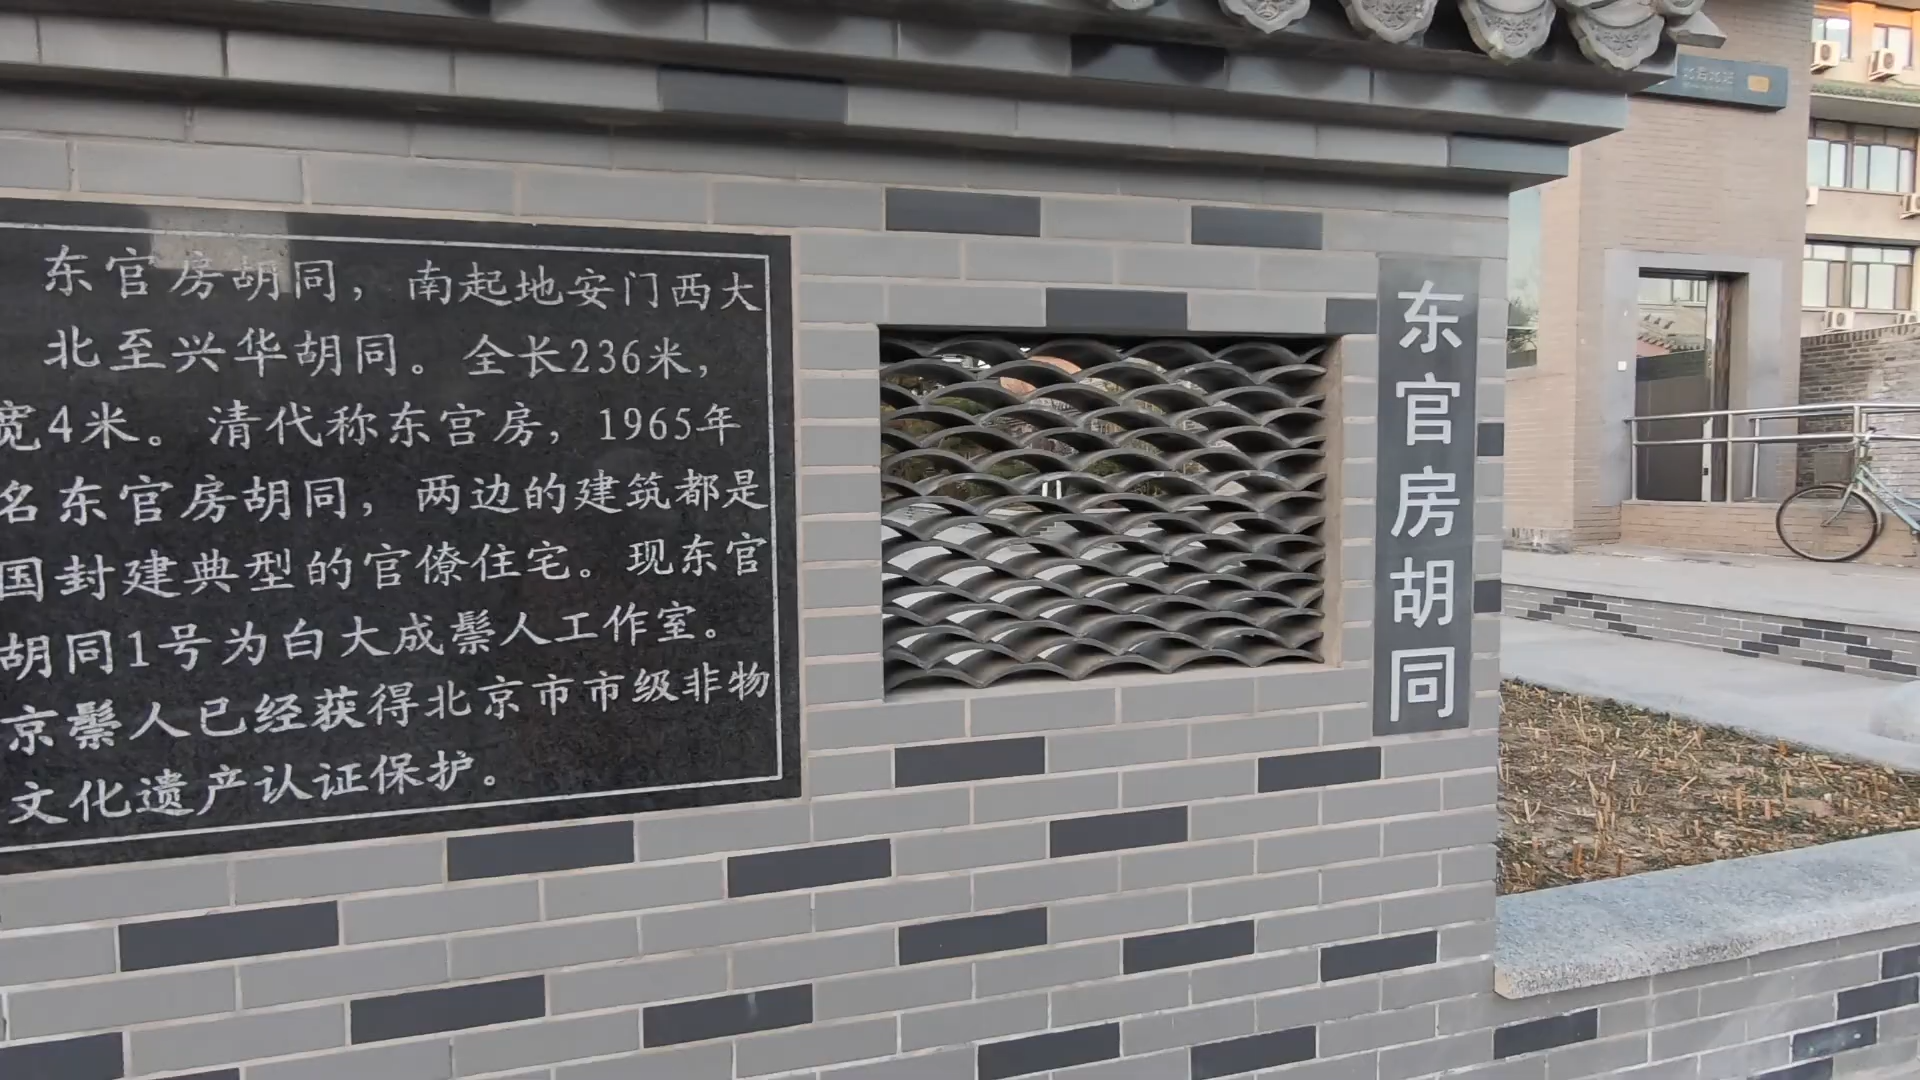 东官房胡同，南起地安门西大
北至兴华胡同。全长236米，
宽4米。清代称东宫房，1965年
名东官房胡同，两边的建筑都是
国封建典型的官僚住宅。现东官
胡同1号为白大成鬃人工作室。
京鬃人已经获得北京市市级非物
文化遗产认证保护。
东官房胡同